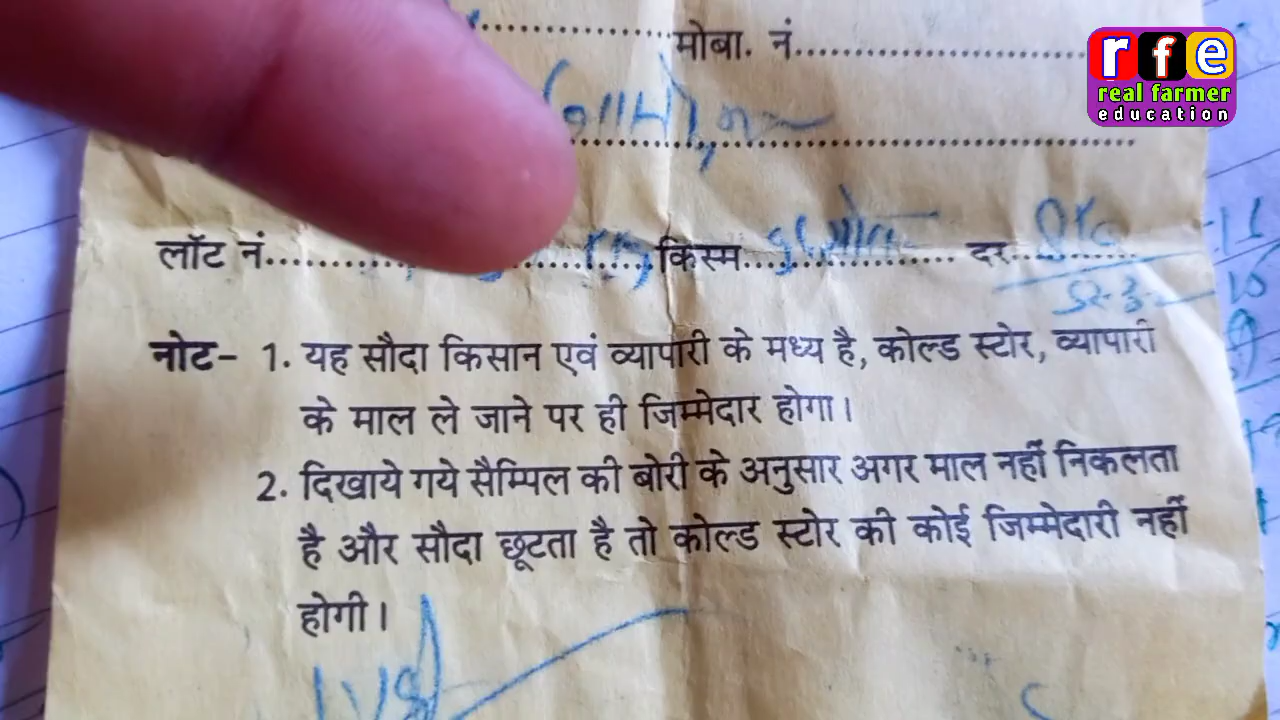 मोबा. नं.
rfe
real farmer
education
लॉट नं. किस्म दर
नोट- 1. यह सौदा किसान एवं व्यापारी के मध्य है, कोल्ड स्टोर, व्यापारी
के माल ले जाने पर ही जिम्मेदार होगा।
2. दिखाये गये सैम्पिल की बोरी के अनुसार अगर माल नहीं निकलता
है और सौदा छूटता है तो कोल्ड स्टोर की कोई जिम्मेदारी नहीं
होगी।